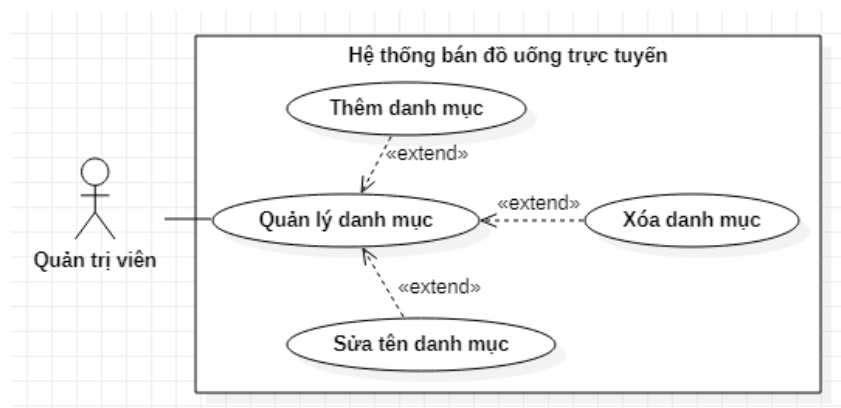 Hệ thống bán đồ uống trực tuyến
Thêm danh mục
«extend»
Quản lý danh mục
«extend»
Xóa danh mục
Quản trị viên
«extend»
Sửa tên danh mục